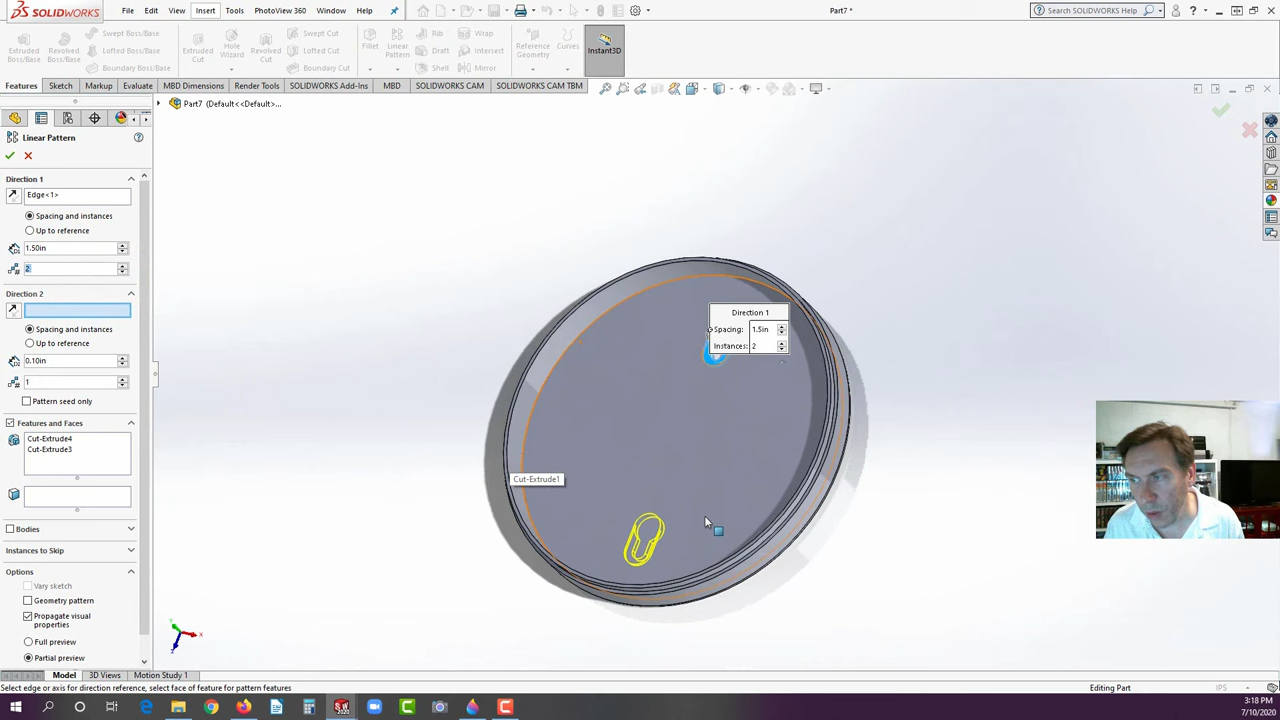 SOLIDWORKS File Edit View Insert Tools PhotoView 360 Window Part7 * Search SOLIDWORKS Help
Extruded Boss/Base
Revolved Boss/Base
Swept Boss/Base
Lofted Boss/Base
Boundary Boss/Base
Extruded Cut
Hole Wizard
Revolved Cut
Swept Cut
Lofted Cut
Boundary Cut
Fillet
Linear Pattern
Rib
Draft
Shell
Wrap
Intersect
Mirror
Reference Geometry
Curves
Instant3D
Features Sketch Markup Evaluate MBD Dimensions Render Tools SOLIDWORKS Add-Ins MBD SOLIDWORKS CAM SOLIDWORKS CAM TBM
Part7 (Default<<Default>...
Linear Pattern
Direction 1
Edge<1>
Spacing and instances
Up to reference
1.50in
2
Direction 2
Spacing and instances
Up to reference
0.10in
1
Pattern seed only
Features and Faces
Cut-Extrude4
Cut-Extrude3
Bodies
Instances to Skip
Options
Vary sketch
Geometry pattern
Propagate visual
properties
Full preview
Partial preview
Direction 1
Spacing: 1.5in
Instances: 2
Cut-Extrude1
Y
X
Z
Model 3D Views Motion Study 1
Select edge or axis for direction reference, select face of feature for pattern features Editing Part IPS
3:18 PM
7/10/2020